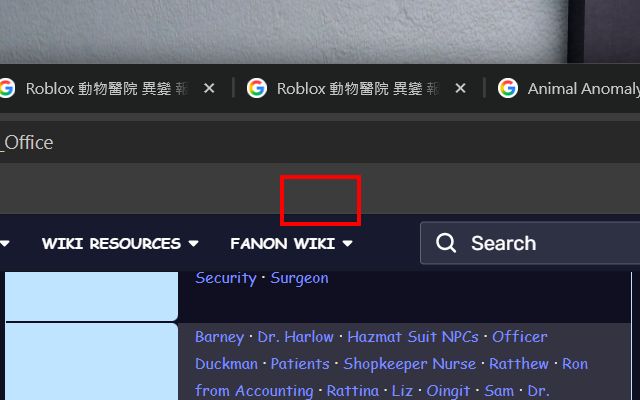 Roblox 動物醫院 異變 報
Roblox 動物醫院 異變 報
Animal Anomaly
_Office
WIKI RESOURCES
FANON WIKI
Search
Security · Surgeon
Barney · Dr. Harlow · Hazmat Suit NPCs · Officer
Duckman · Patients · Shopkeeper Nurse · Ratthew · Ron
from Accounting · Rattina · Liz · Oingit · Sam · Dr.